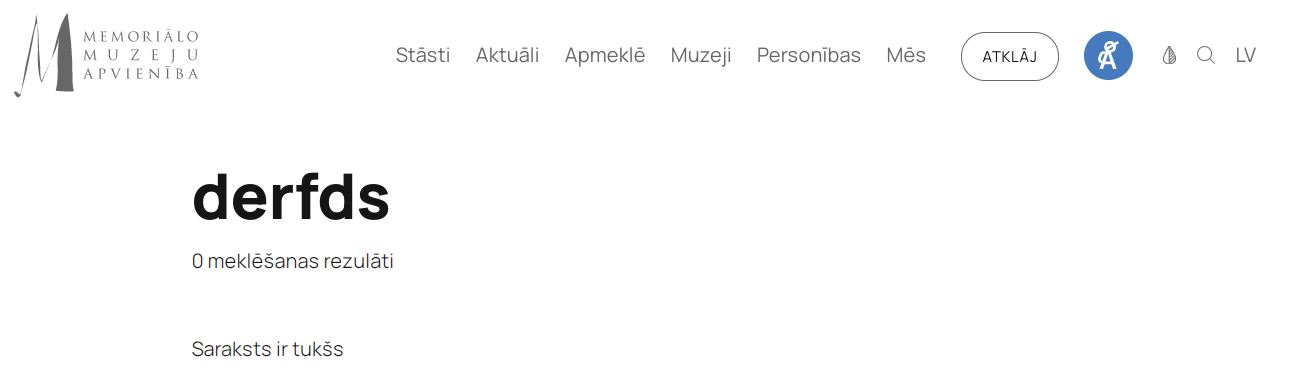 MEMORIĀLO
MUZEJU
APVIENĪBA
Stāsti Aktuāli Apmeklē Muzeji Personības Mēs ATKLĀJ LV
derfds
0 meklēšanas rezulāti
Saraksts ir tukšs